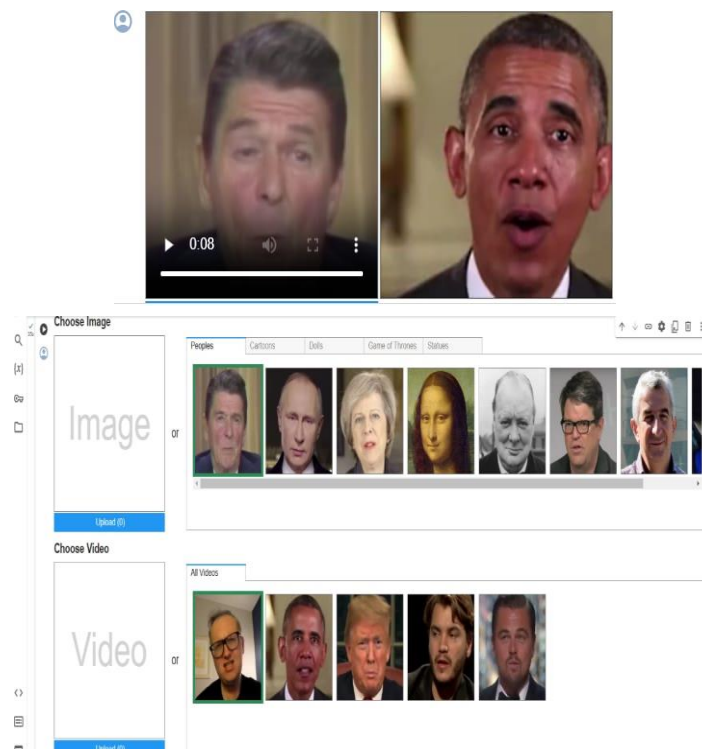 0:08
Choose Image
Peoples Cartoons Dolls Game of Thrones Statues
{x}
Image
or
Upload (0)
Choose Video
All Videos
Video
or
Upload (0)